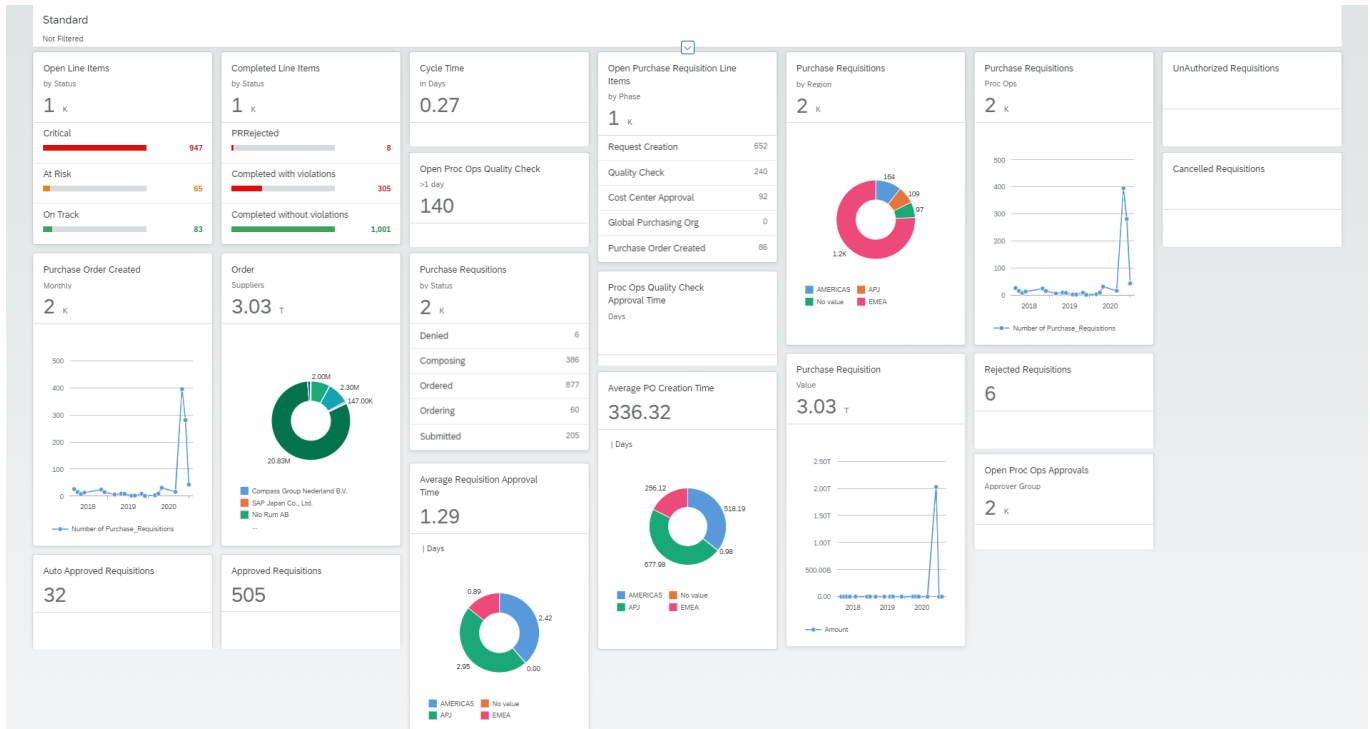 Standard
Not Filtered
Open Line Items
by Status
1 K
Critical
947
At Risk
65
On Track
83
Completed Line Items
by Status
1 K
PRRejected
8
Completed with violations
305
Completed without violations
1,001
Cycle Time
in Days
0.27
Open Proc Ops Quality Check
>1 day
140
Open Purchase Requisition Line
Items
by Phase
1 K
Request Creation 652
Quality Check 240
Cost Center Approval 92
Global Purchasing Org 0
Purchase Order Created 86
Purchase Requisitions
by Region
2 K
164
109
97
1.2K
AMERICAS APJ
No value EMEA
Purchase Requisitions
Proc Ops
2 K
500
400
300
200
100
0
2018 2019 2020
Number of Purchase_Requisitions
UnAuthorized Requisitions
Cancelled Requisitions
Purchase Order Created
Monthly
2 K
500
400
300
200
100
0
2018 2019 2020
Number of Purchase_Requisitions
Order
Suppliers
3.03 T
2.00M
2.30M
147.00K
20.83M
Compass Group Nederland B.V.
SAP Japan Co., Ltd.
Nio Rum AB
...
Purchase Requsitions
by Status
2 K
Denied 6
Composing 386
Ordered 877
Ordering 60
Submitted 205
Proc Ops Quality Check
Approval Time
Days
Average PO Creation Time
336.32
| Days
296.12
518.19
0.98
677.98
AMERICAS No value
APJ EMEA
Purchase Requisition
Value
3.03 T
2.50T
2.00T
1.50T
1.00T
500.00B
0.00
2018 2019 2020
Amount
Rejected Requisitions
6
Open Proc Ops Approvals
Approver Group
2 K
Auto Approved Requisitions
32
Approved Requisitions
505
Average Requisition Approval
Time
1.29
| Days
0.89
2.42
2.95
0.00
AMERICAS No value
APJ EMEA